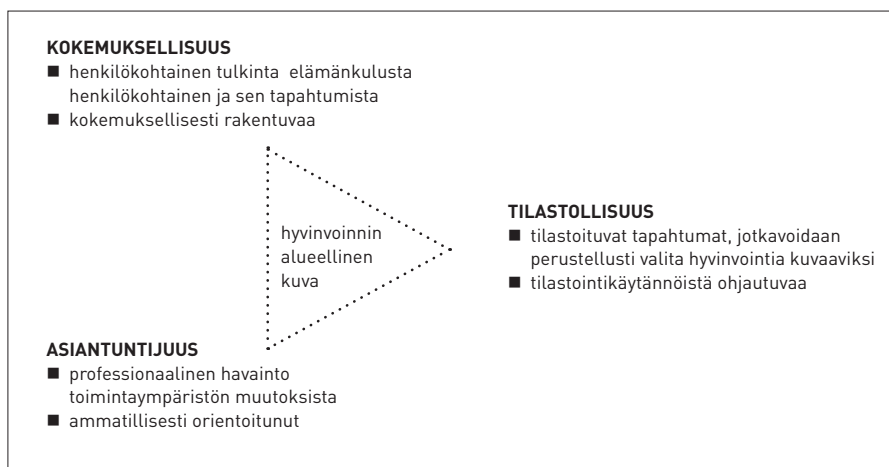 KOKEMUKSELLISUUS
■ henkilökohtainen tulkinta elämänkulusta
henkilökohtainen ja sen tapahtumista
■ kokemuksellisesti rakentuvaa
hyvinvoinnin
alueellinen
kuva
TILASTOLLISUUS
■ tilastoituvat tapahtumat, jotkavoidaan
perustellusti valita hyvinvointia kuvaaviksi
■ tilastointikäytännöistä ohjautuvaa
ASIANTUNTIJUUS
■ professionaalinen havainto
toimintaympäristön muutoksista
■ ammatillisesti orientoitunut